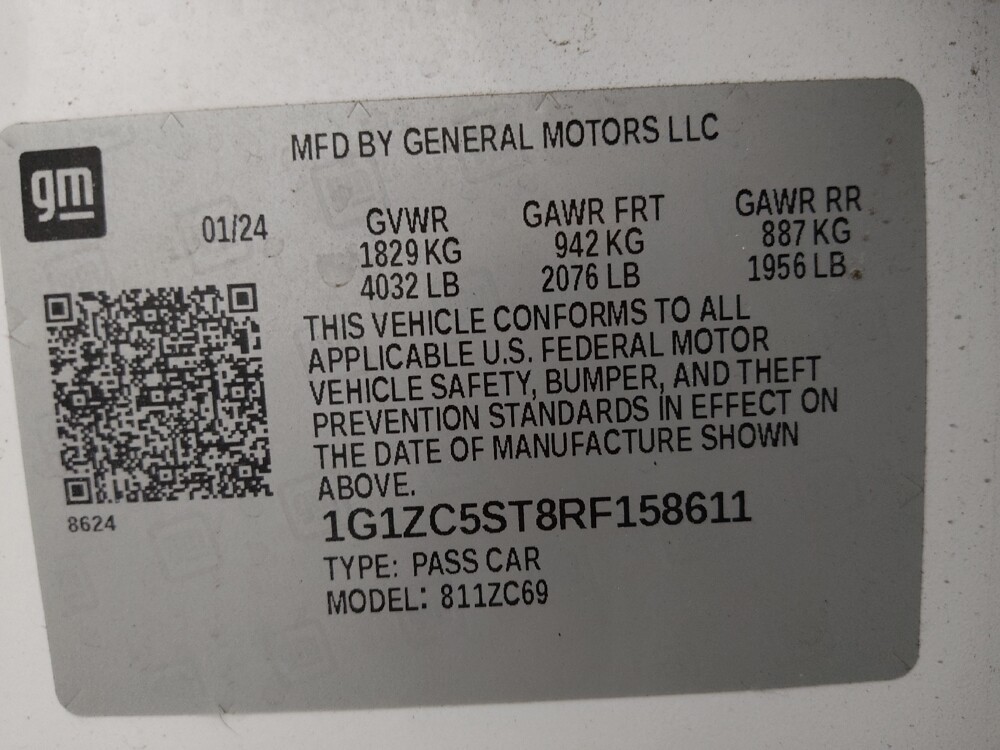 MFD BY GENERAL MOTORS LLC
gm
01/24
GVWR GAWR FRT GAWR RR
1829 KG 942 KG 887 KG
4032 LB 2076 LB 1956 LB
THIS VEHICLE CONFORMS TO ALL
APPLICABLE U.S. FEDERAL MOTOR
VEHICLE SAFETY, BUMPER, AND THEFT
PREVENTION STANDARDS IN EFFECT ON
THE DATE OF MANUFACTURE SHOWN
ABOVE.
8624
1G1ZC5ST8RF158611
TYPE: PASS CAR
MODEL: 811ZC69